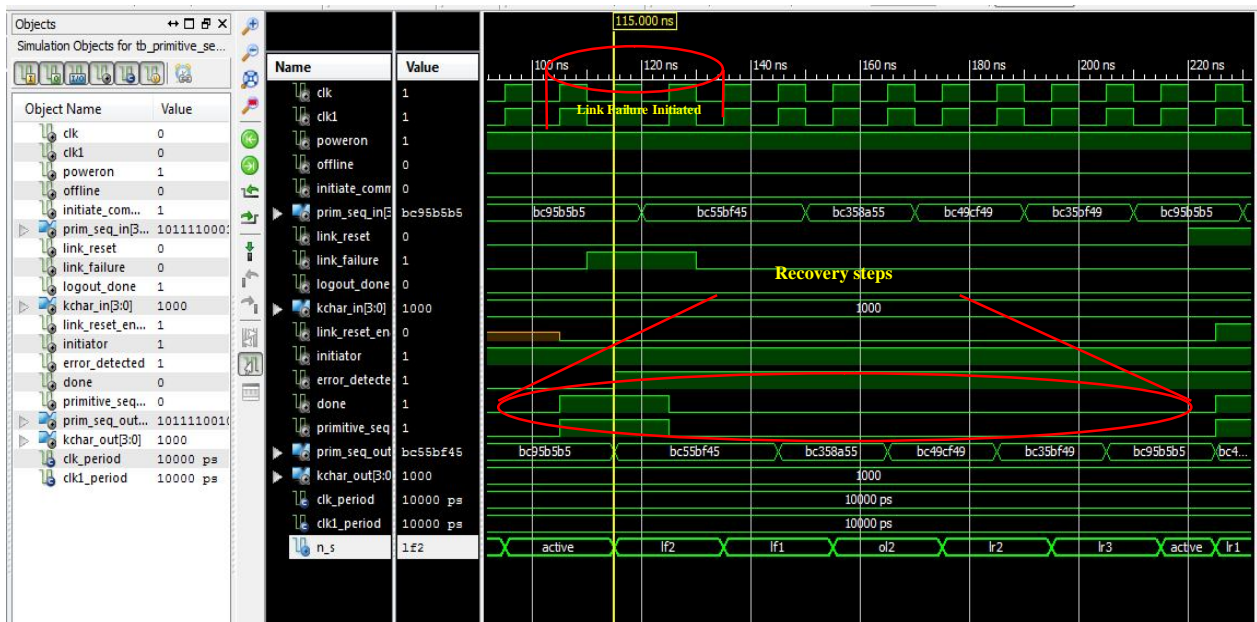 Objects
Simulation Objects for tb_primitive_se...
Object Name Value
clk 0
clk1 0
poweron 1
offline 0
initiate_com... 1
prim_seq_in[3... 1011110001
link_reset 0
link_failure 0
logout_done 1
kchar_in[3:0] 1000
link_reset_en... 1
initiator 1
error_detected 1
done 0
primitive_seq... 0
prim_seq_out... 1011110010
kchar_out[3:0] 1000
clk_period 10000 ps
clk1_period 10000 ps
115.000 ns
Name Value
100 ns 120 ns 140 ns 160 ns 180 ns 200 ns 220 ns
clk 1
Link Failure Initiated
clk1 1
poweron 1
offline 0
initiate_comm 0
prim_seq_in[3 bc95b5b5 bc95b5b5 bc55bf45 bc358a55 bc49cf49 bc35bf49 bc95b5b5
link_reset 0
link_failure 1
Recovery steps
logout_done 0
kchar_in[3:0] 1000 1000
link_reset_en 0
initiator 1
error_detecte 1
done 1
primitive_seq 1
prim_seq_out bc55bf45 bc95b5b5 bc55bf45 bc358a55 bc49cf49 bc35bf49 bc95b5b5 bc4...
kchar_out[3:0 1000 1000
clk_period 10000 ps 10000 ps
clk1_period 10000 ps 10000 ps
n_s lf2 active lf2 lf1 ol2 lr2 lr3 active lr1